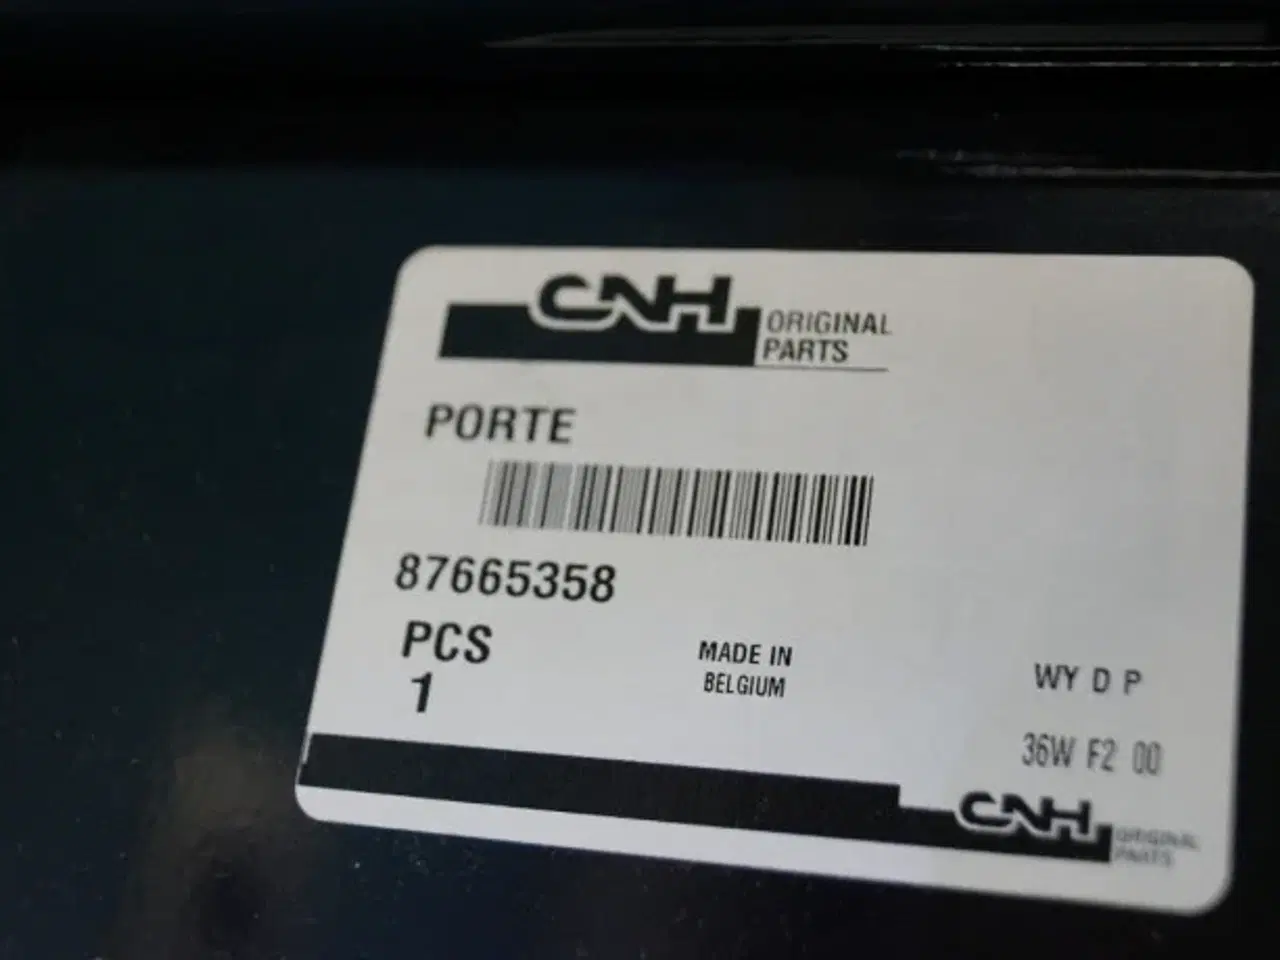 CNH ORIGINAL
PARTS
PORTE
87665358
PCS
1
MADE IN
BELGIUM
WY D P
36W F2 00
CNH ORIGINAL
PARTS